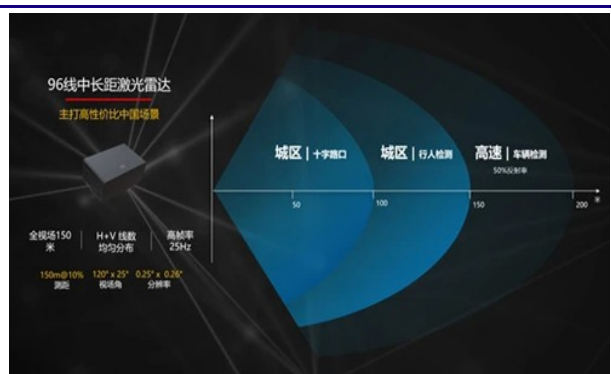 96线中长距激光雷达
主打高性价比中国场景
全视场150
米
H+V 线数
均匀分布
高帧率
25Hz
150m@10%
测距
120° x 25°
视场角
0.25° x 0.26°
分辨率
城区 | 十字路口
城区 | 行人检测
高速 | 车辆检测
50%反射率
50
100
150
200
米